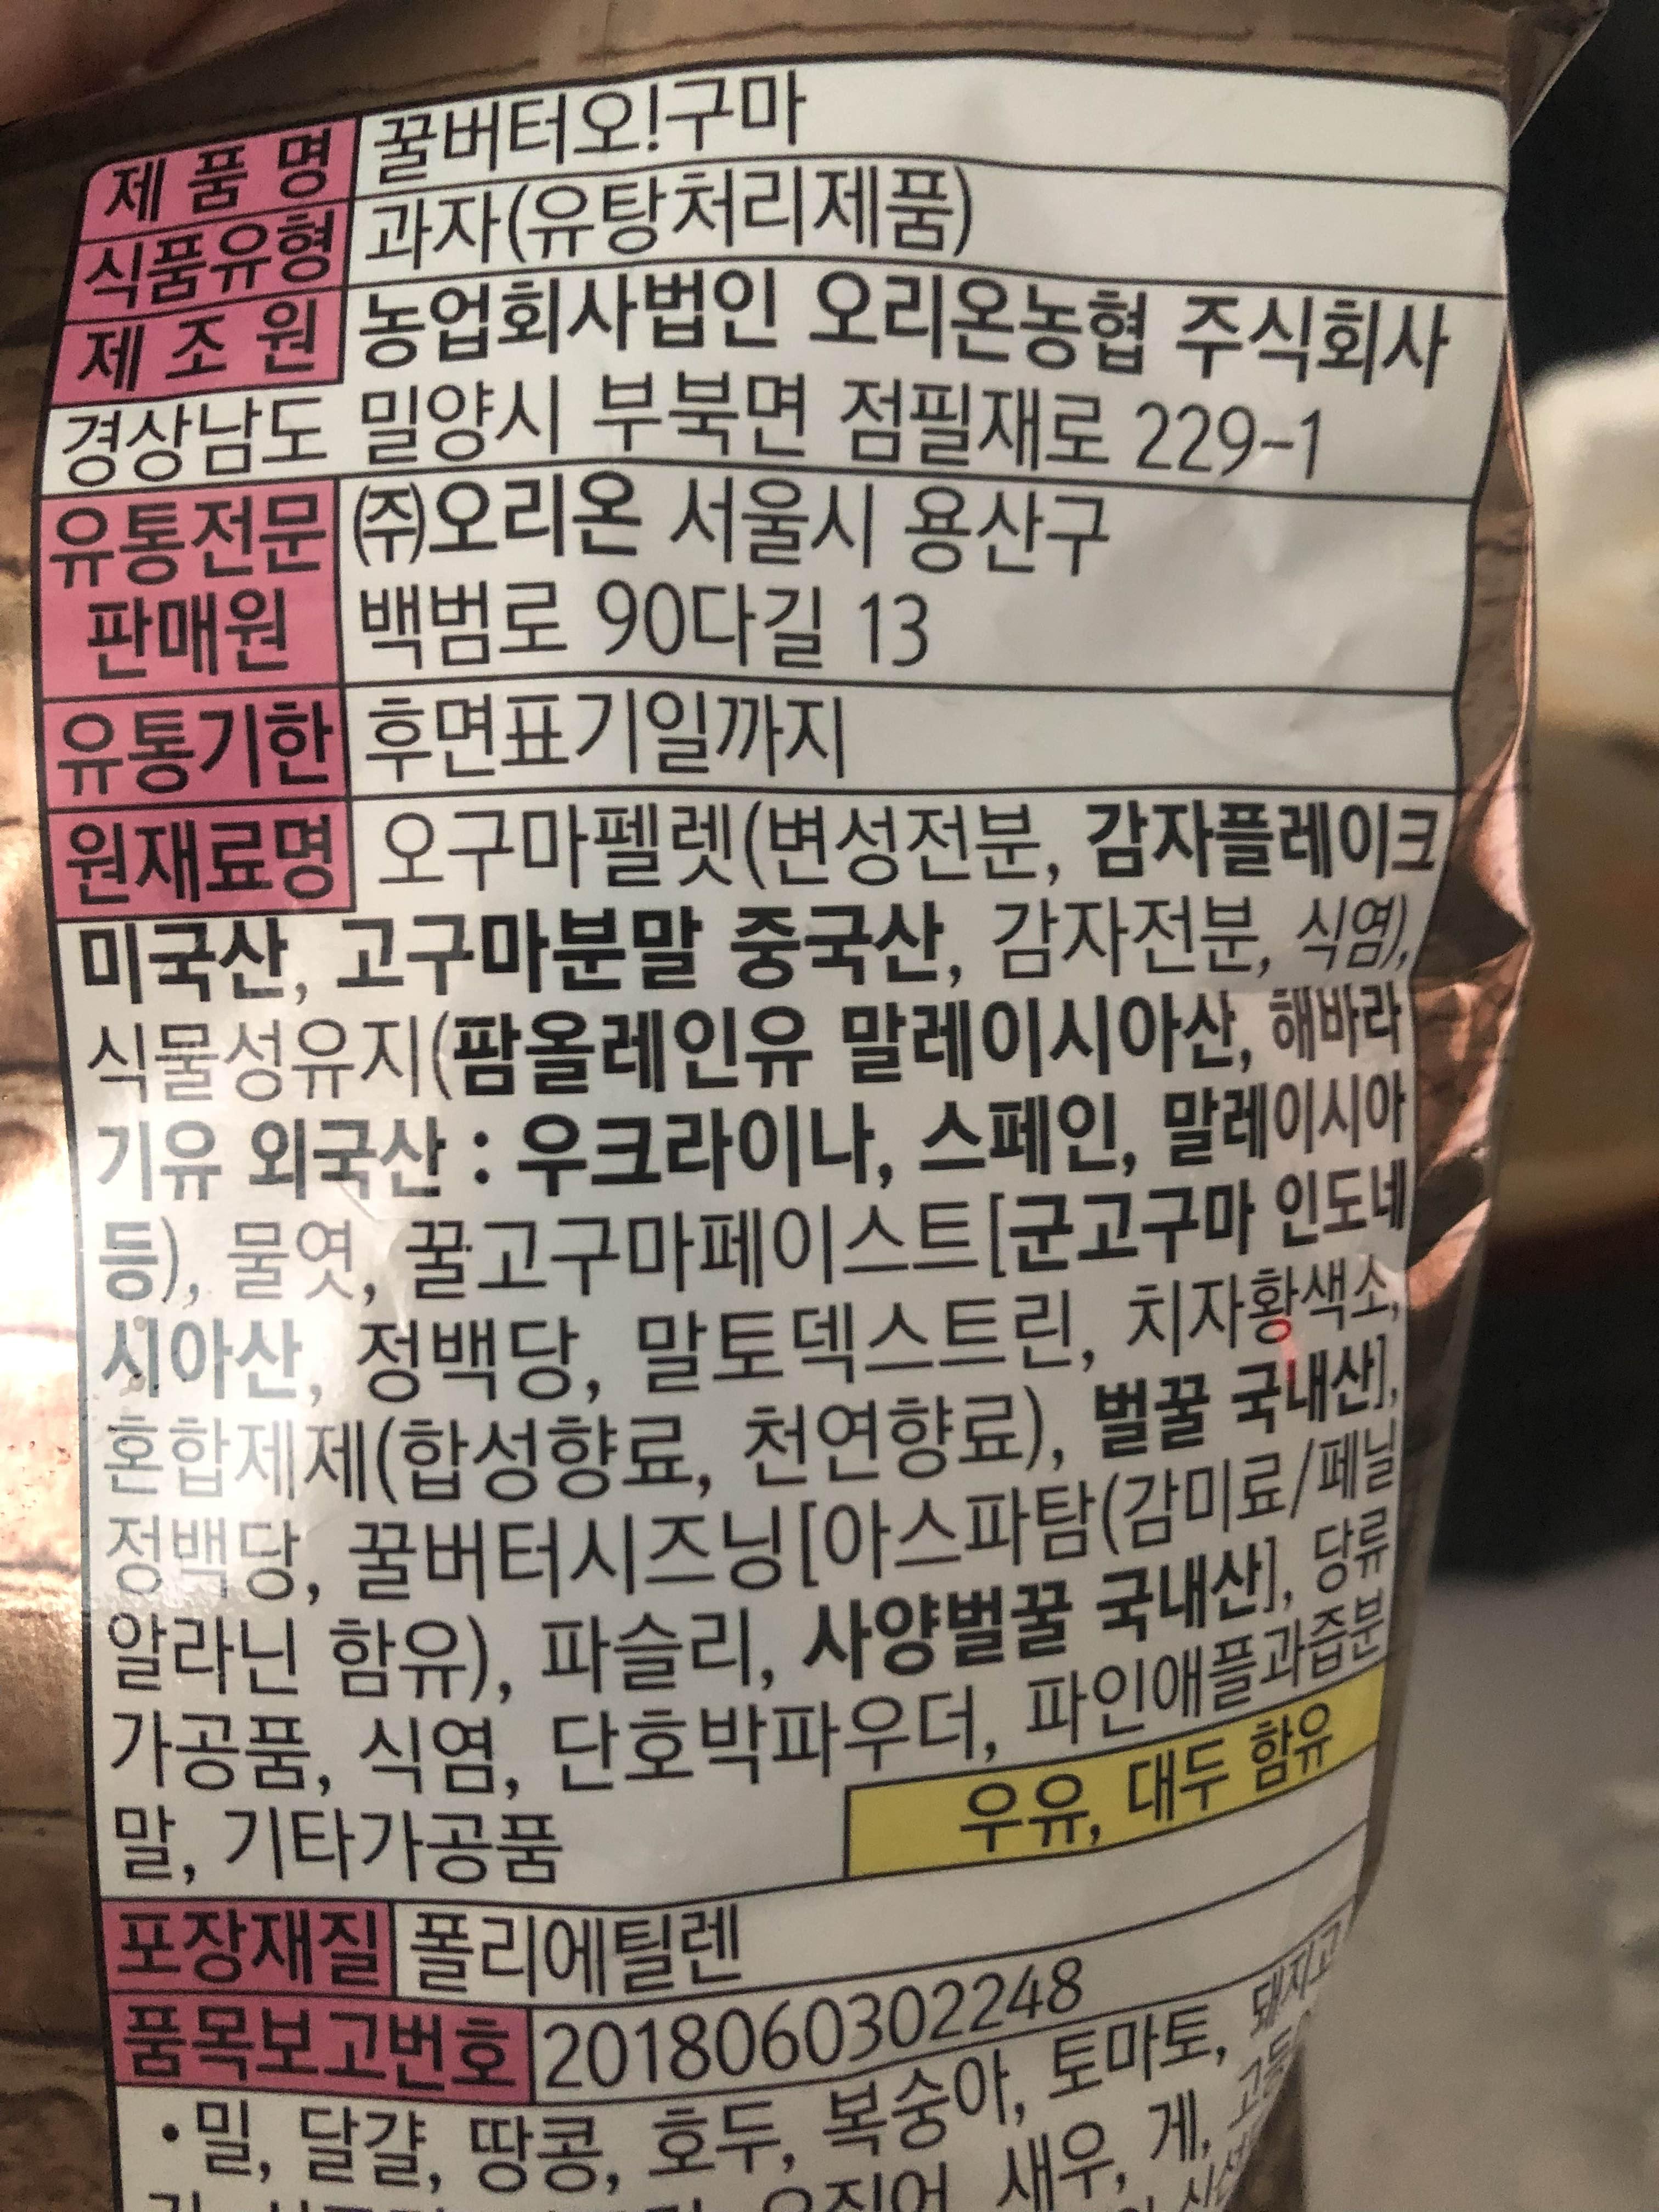 제품명 꿀버터오!구마
식품유형 과자(유탕처리제품)
제조원 농업회사법인 오리온농협 주식회사
경상남도 밀양시 부북면 점필재로 229-1
유통전문 ㈜오리온 서울시 용산구
판매원 백범로 90다길 13
유통기한 후면표기일까지
원재료명 오구마펠렛(변성전분, 감자플레이크
미국산, 고구마분말 중국산, 감자전분, 식염),
식물성유지(팜올레인유 말레이시아산, 해바라
기유 외국산 : 우크라이나, 스페인, 말레이시아
등), 물엿, 꿀고구마페이스트[군고구마 인도네
시아산, 정백당, 말토덱스트린, 치자황색소,
혼합제제(합성향료, 천연향료), 벌꿀 국내산],
정백당, 꿀버터시즈닝[아스파탐(감미료/페닐
알라닌 함유), 파슬리, 사양벌꿀 국내산], 당류
가공품, 식염, 단호박파우더, 파인애플과즙분
말, 기타가공품
우유, 대두 함유
포장재질 폴리에틸렌
품목보고번호 2018060302248
•밀, 달걀, 땅콩, 호두, 복숭아, 토마토, 돼지고
새우, 게,